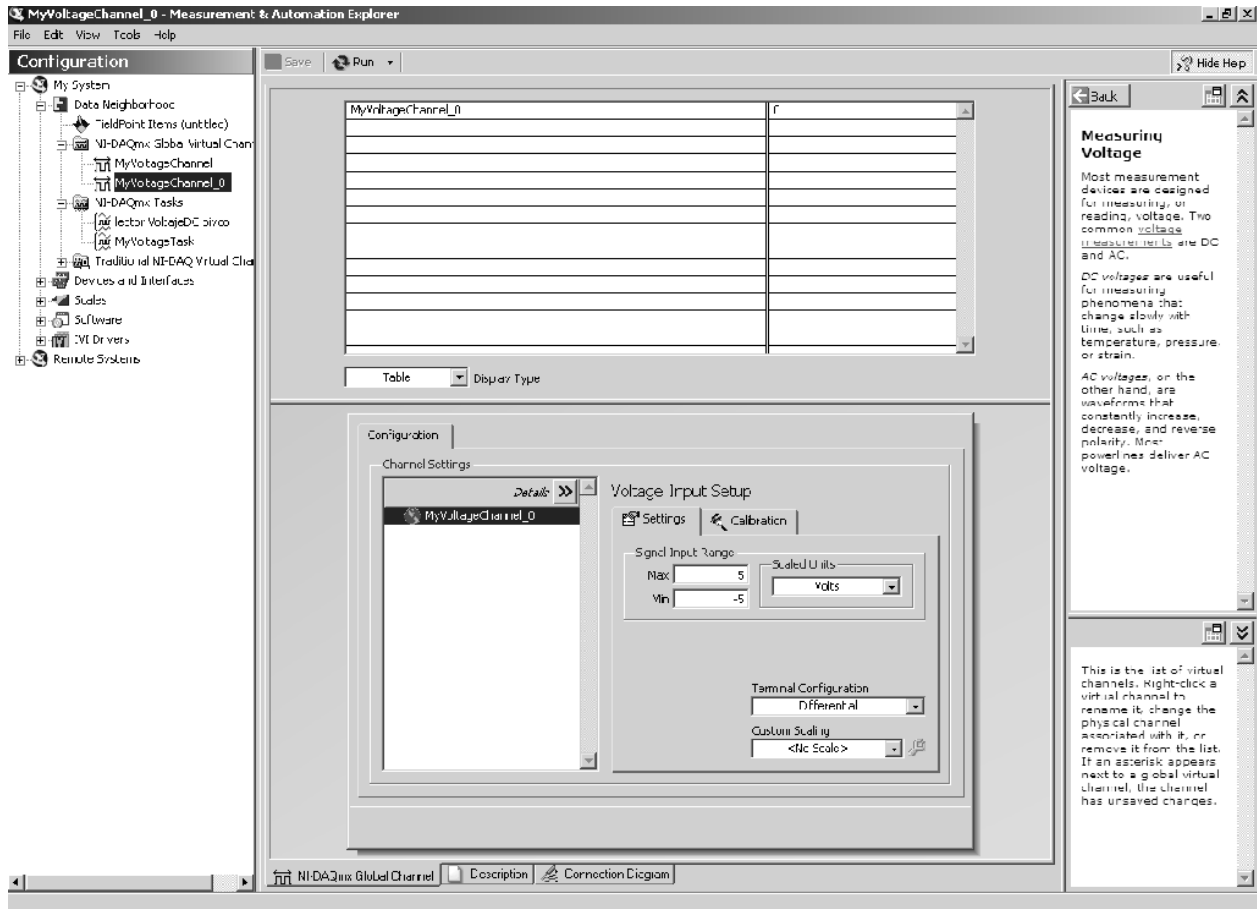 MyVoltageChannel_0 - Measurement & Automation Explorer
File Edit View Tools Help
Configuration
My System
Data Neighborhood
FieldPoint Items (untitled)
NI-DAQmx Global Virtual Chan
MyVoltageChannel
MyVoltageChannel_0
NI-DAQmx Tasks
lector VoltajeDC
MyVoltageTask
Traditional NI-DAQ Virtual Cha
Devices and Interfaces
Scales
Software
IVI Drivers
Remote Systems
Save Run
Hide Help
MyVoltageChannel_0
Table Display Type
Configuration
Channel Settings
Details
MyVoltageChannel_0
Voltage Input Setup
Settings Calibration
Signal Input Range
Max 5
Min -5
Scaled Units
Volts
Terminal Configuration
Differential
Custom Scaling
<No Scale>
NI-DAQmx Global Channel Description Connection Diagram
Back
Measuring
Voltage
Most measurement
devices are designed
for measuring, or
reading, voltage. Two
common voltage
measurements are DC
and AC.
DC voltages are useful
for measuring
phenomena that
change slowly with
time, such as
temperature, pressure,
or strain.
AC voltages, on the
other hand, are
waveforms that
constantly increase,
decrease, and reverse
polarity. Most
powerlines deliver AC
voltage.
This is the list of virtual
channels. Right-click a
virtual channel to
rename it, change the
physical channel
associated with it, or
remove it from the list.
If an asterisk appears
next to a global virtual
channel, the channel
has unsaved changes.